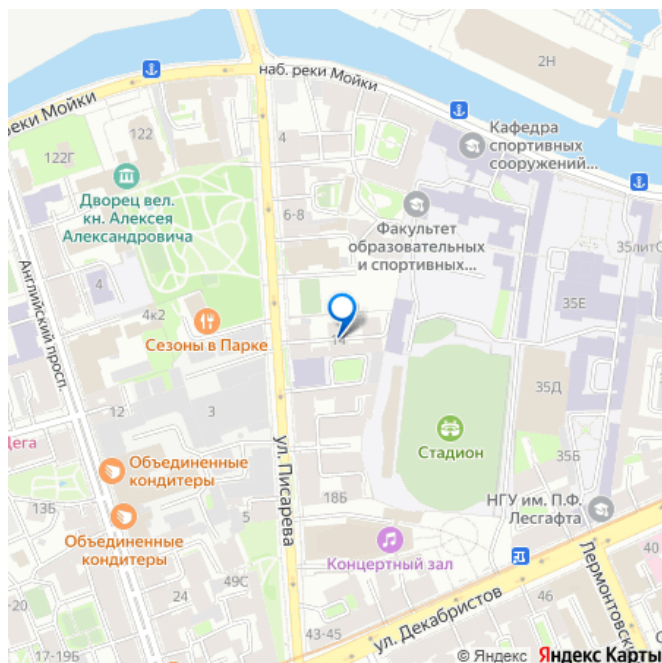 2Н
наб. реки Мойки
реки Мойки
122
122Г
4
Кафедра
спортивных
сооружений...
Дворец вел.
кн. Алексея
Александровича
6-8
Факультет
образовательных
и спортивных...
35лит
Английский просп.
4
4к2
Сезоны в Парке
14
35Е
12
3
35Д
Стадион
Объединенные
кондитеры
ул. Писарева
35Б
13Б
18Б
НГУ им. П.Ф.
Лесгафта
Объединенные
кондитеры
5
Концертный зал
Лермонтовск
40
49С
24
-20
46
ул. Декабристов
43-45
17-19Б
© Яндекс Яндекс Карты